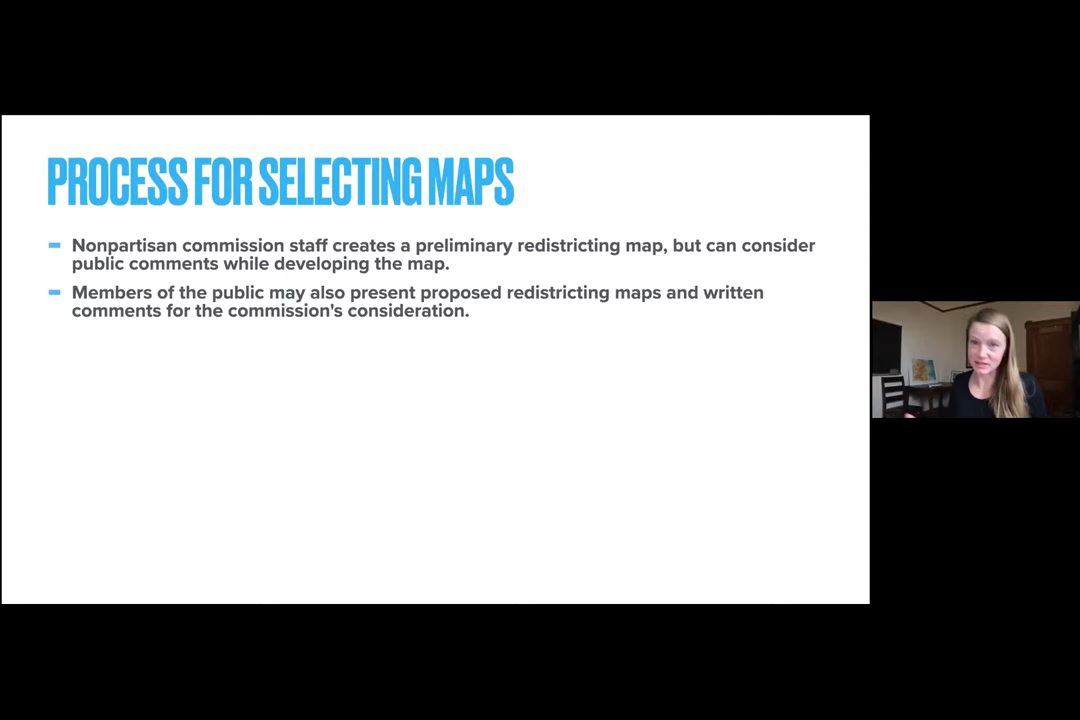 PROCESS FOR SELECTING MAPS
Nonpartisan commission staff creates a preliminary redistricting map, but can consider
public comments while developing the map.
Members of the public may also present proposed redistricting maps and written
comments for the commission's consideration.